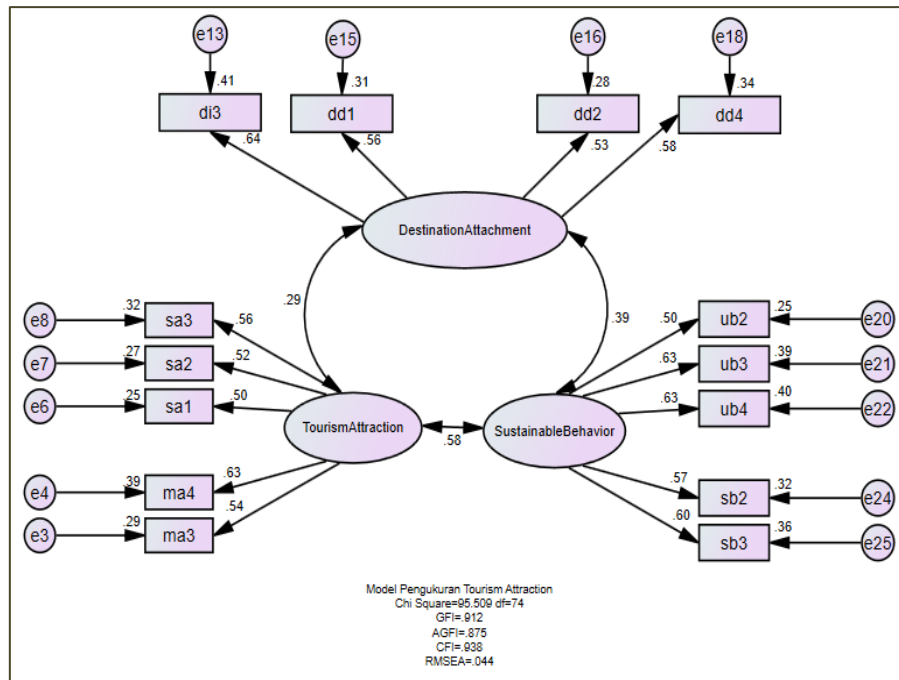 e13
e15
e16
e18
.41
.31
.28
.34
di3
dd1
dd2
dd4
.64
.56
.53
.58
DestinationAttachment
.29
.39
e8
.32
sa3
.56
e7
.27
sa2
.52
e6
.25
sa1
.50
TourismAttraction
.58
SustainableBehavior
.50
ub2
.25
e20
.63
ub3
.39
e21
.63
ub4
.40
e22
e4
.39
ma4
.63
e3
.29
ma3
.54
.57
sb2
.32
e24
.60
sb3
.36
e25
Model Pengukuran Tourism Attraction
Chi Square=95.509 df=74
GFI=.912
AGFI=.875
CFI=.938
RMSEA=.044